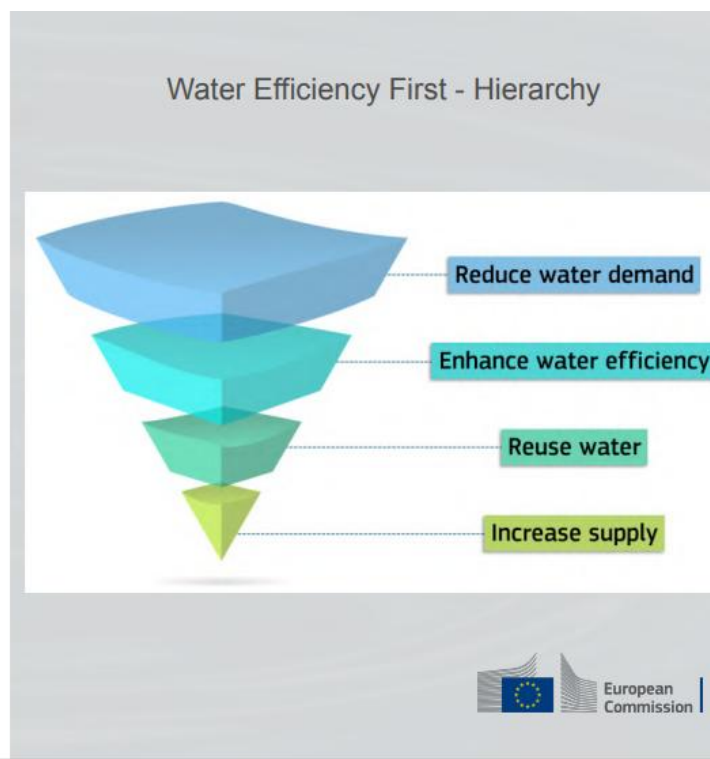 Water Efficiency First - Hierarchy
Reduce water demand
Enhance water efficiency
Reuse water
Increase supply
European
Commission